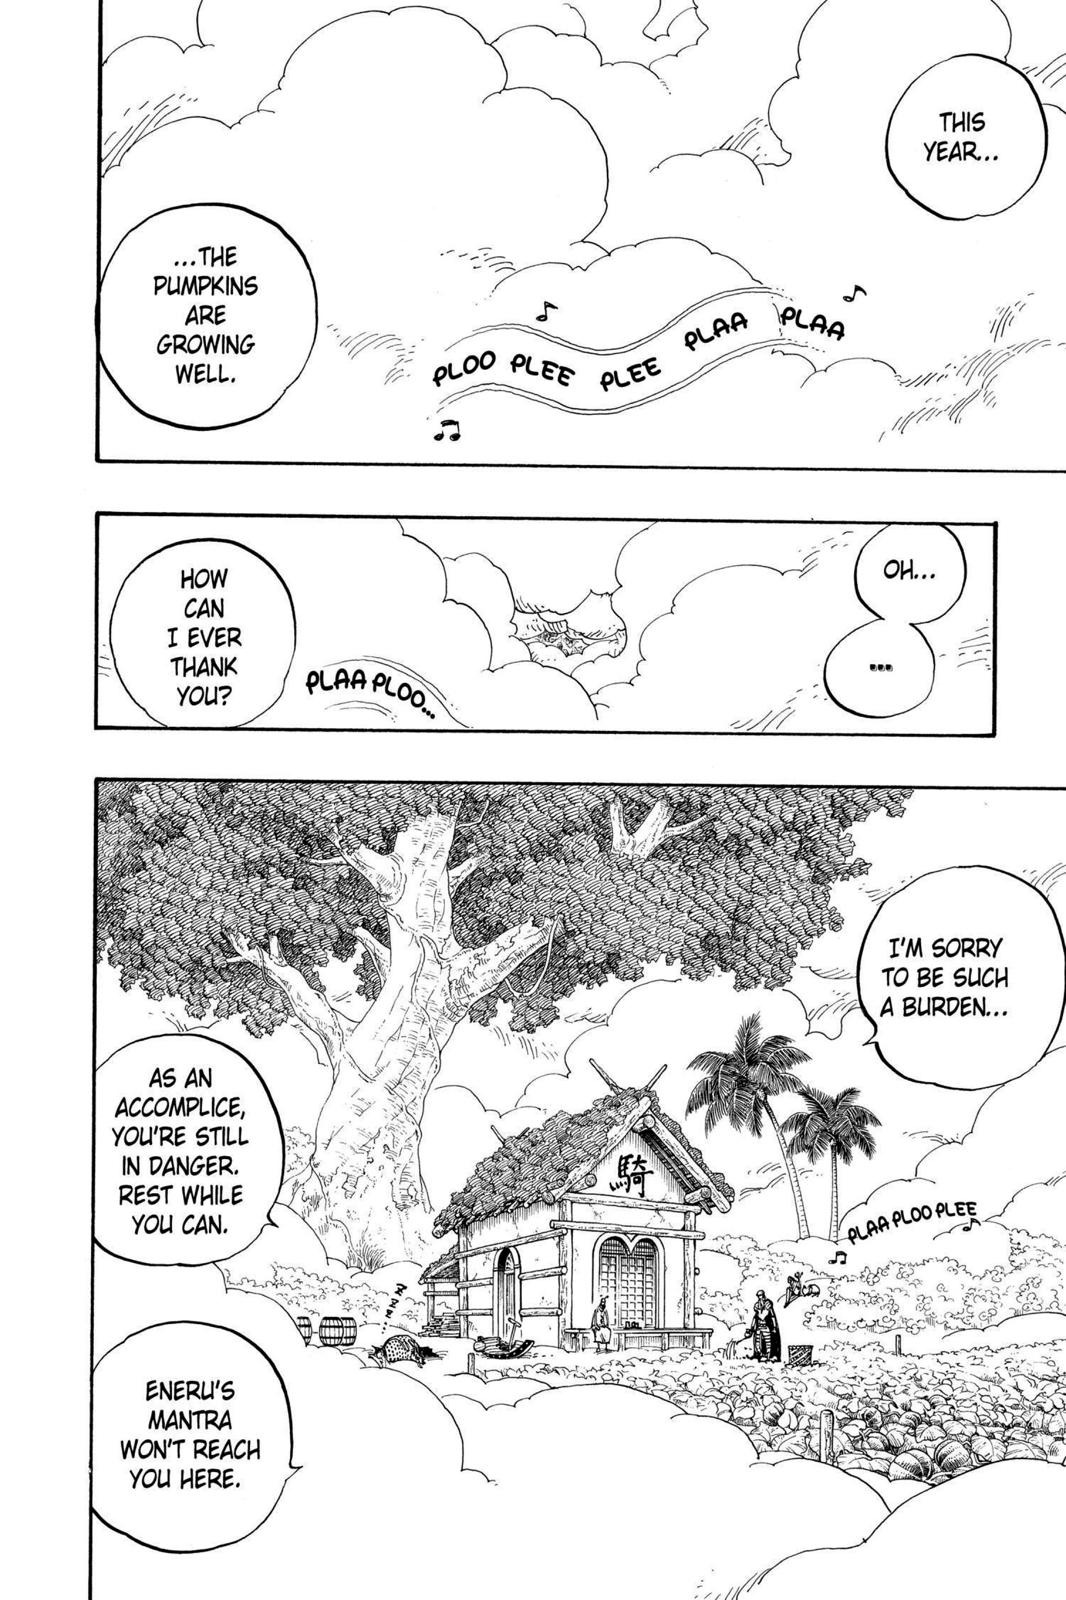 THIS
YEAR...
...THE
PUMPKINS
ARE
GROWING
WELL.
PLOO PLEE PLEE PLAA PLAA
OH...
...
HOW
CAN
I EVER
THANK
YOU?
PLAA PLOO...
I'M SORRY
TO BE SUCH
A BURDEN...
AS AN
ACCOMPLICE,
YOU'RE STILL
IN DANGER.
REST WHILE
YOU CAN.
騎
PLAA PLOO PLEE
ZZZZ...
ENERU'S
MANTRA
WON'T REACH
YOU HERE.